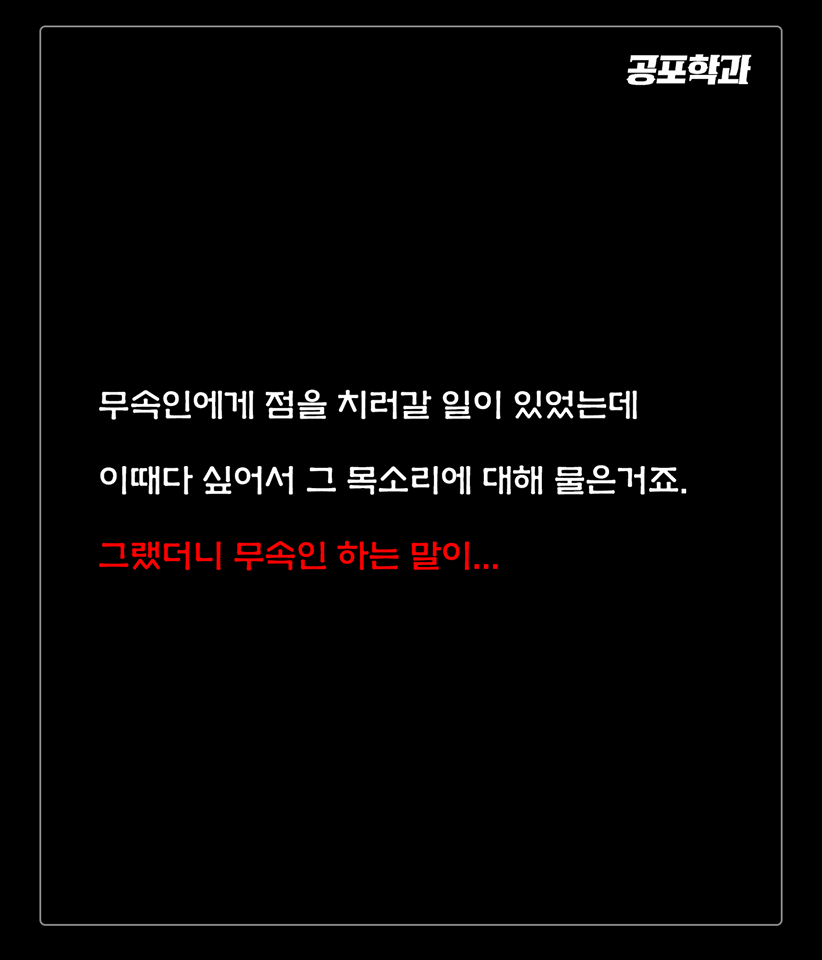 공포학과
무속인에게 점을 치러갈 일이 있었는데
이때다 싶어서 그 목소리에 대해 물은거죠.
그랬더니 무속인 하는 말이...